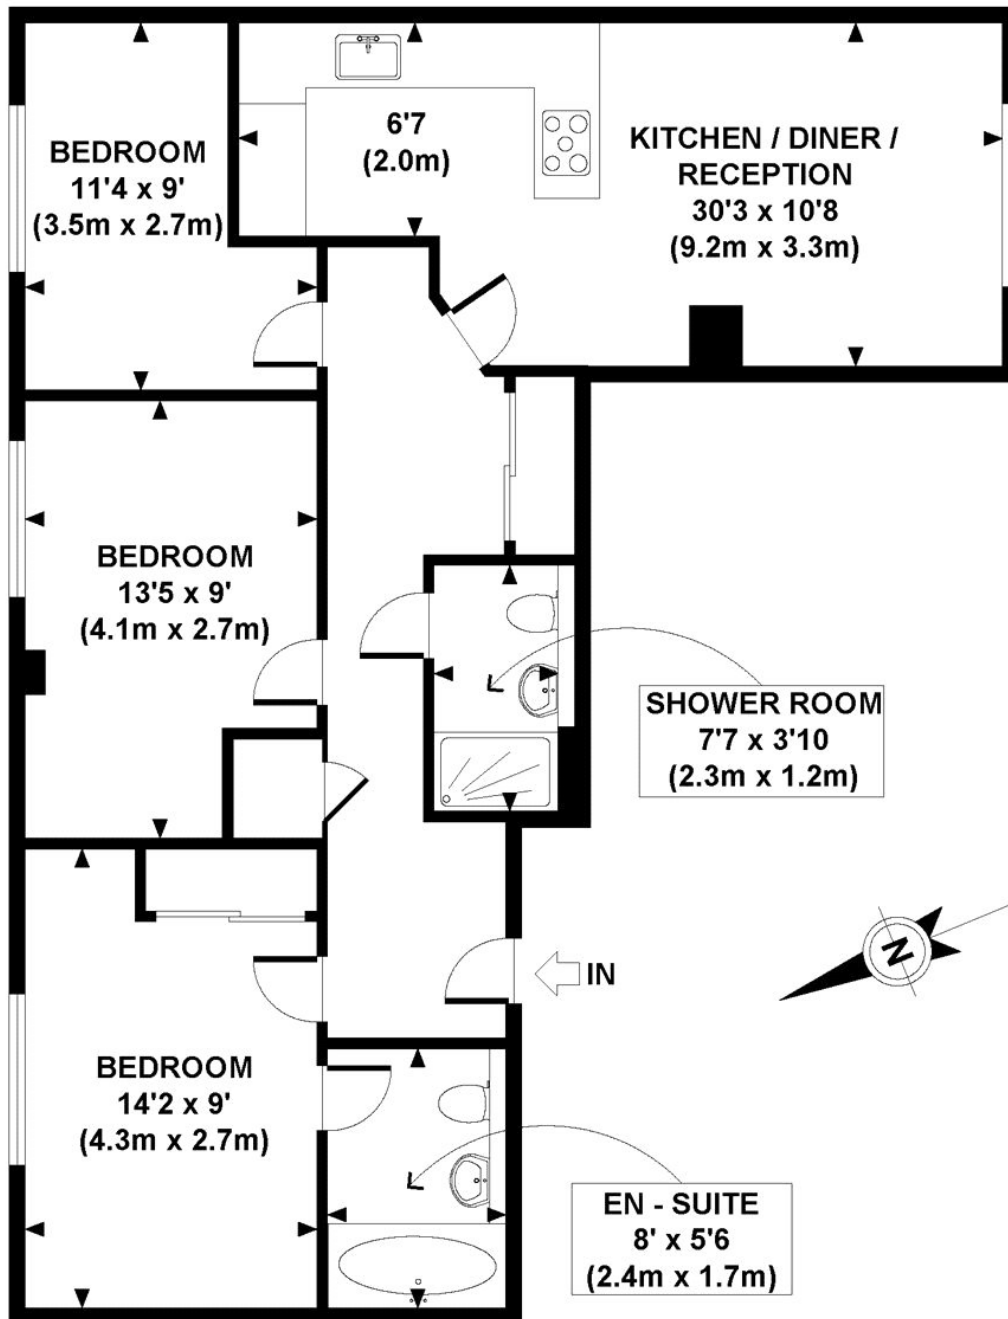 BEDROOM
11'4 x 9'
(3.5m x 2.7m)
6'7
(2.0m)
KITCHEN / DINER /
RECEPTION
30'3 x 10'8
(9.2m x 3.3m)
BEDROOM
13'5 x 9'
(4.1m x 2.7m)
SHOWER ROOM
7'7 x 3'10
(2.3m x 1.2m)
N
IN
BEDROOM
14'2 x 9'
(4.3m x 2.7m)
EN - SUITE
8' x 5'6
(2.4m x 1.7m)